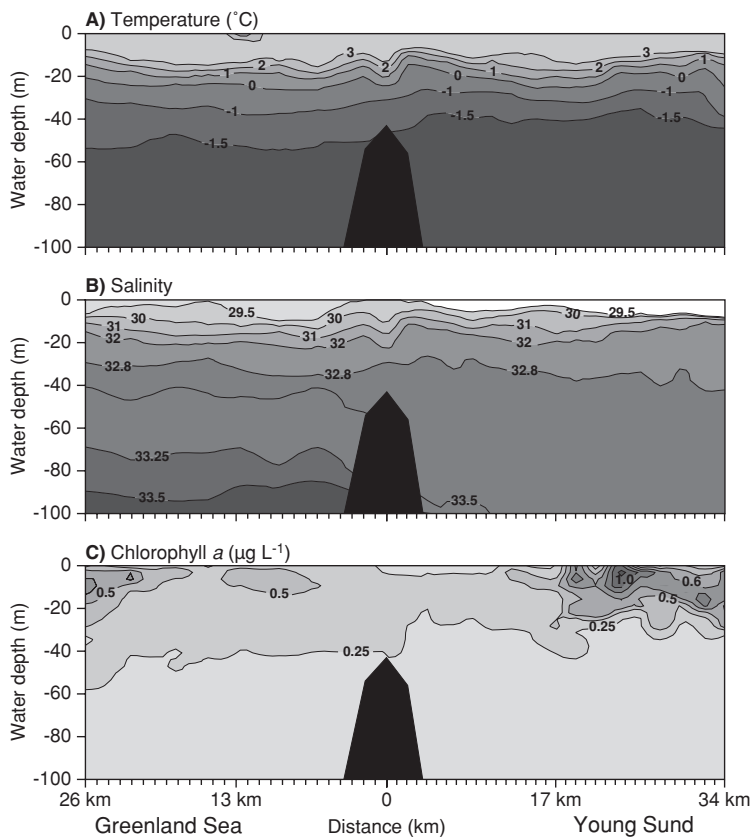 A) Temperature (˚C)
Water depth (m)
0
-20
-40
-60
-80
-100
3 3
2 2 2 1
1 0 1 0
0
-1 -1 -1
-1.5 -1.5
-1.5
B) Salinity
Water depth (m)
0
-20
-40
-60
-80
-100
29.5 30 29.5
30 30
31 31
31
32 32 32
32.8 32.8 32.8
33.25
33.5 33.5
C) Chlorophyll a (µg L-1)
Water depth (m)
0
-20
-40
-60
-80
-100
1.0 0.6
0.5 0.5 0.5
0.25
0.25
26 km 13 km 0 17 km 34 km
Greenland Sea Distance (km) Young Sund